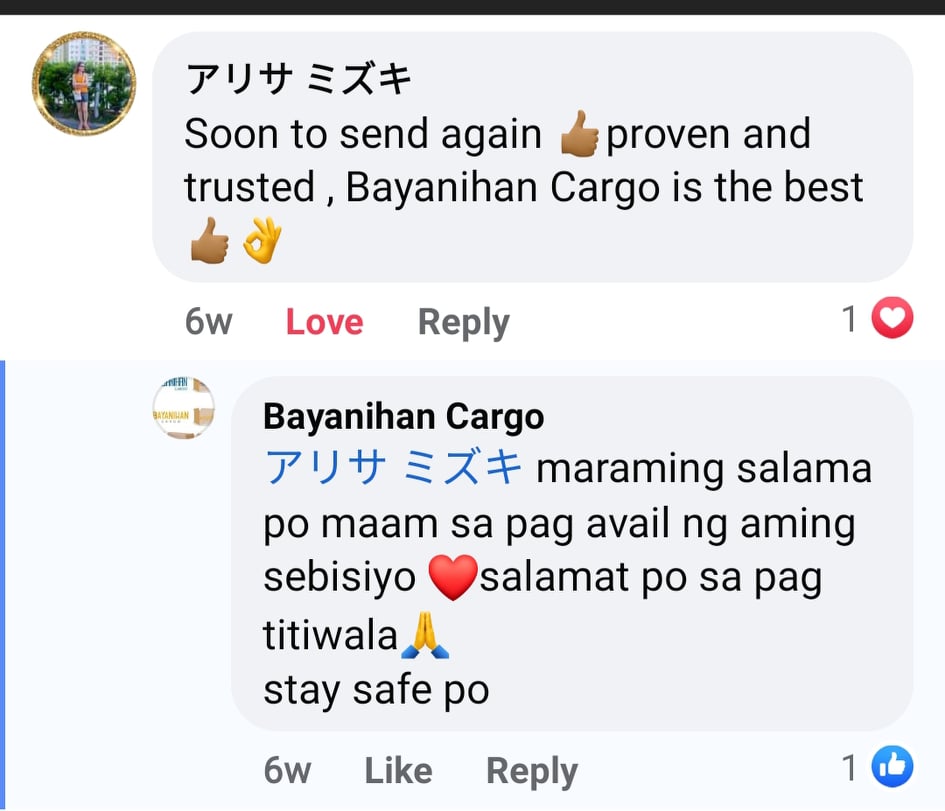 アリサ ミズキ
Soon to send again 👍🏾proven and
trusted , Bayanihan Cargo is the best
👍🏾👌
6w Love Reply 1
BAYANIHAN
Bayanihan Cargo
アリサ ミズキ maraming salama
po maam sa pag avail ng aming
sebisiyo ❤️salamat po sa pag
titiwala🙏
stay safe po
6w Like Reply 1